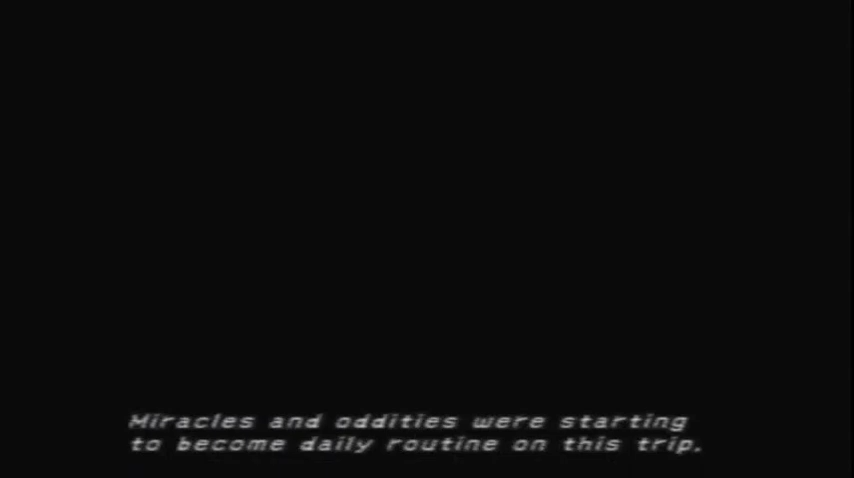 Miracles and oddities were starting
to become daily routine on this trip.